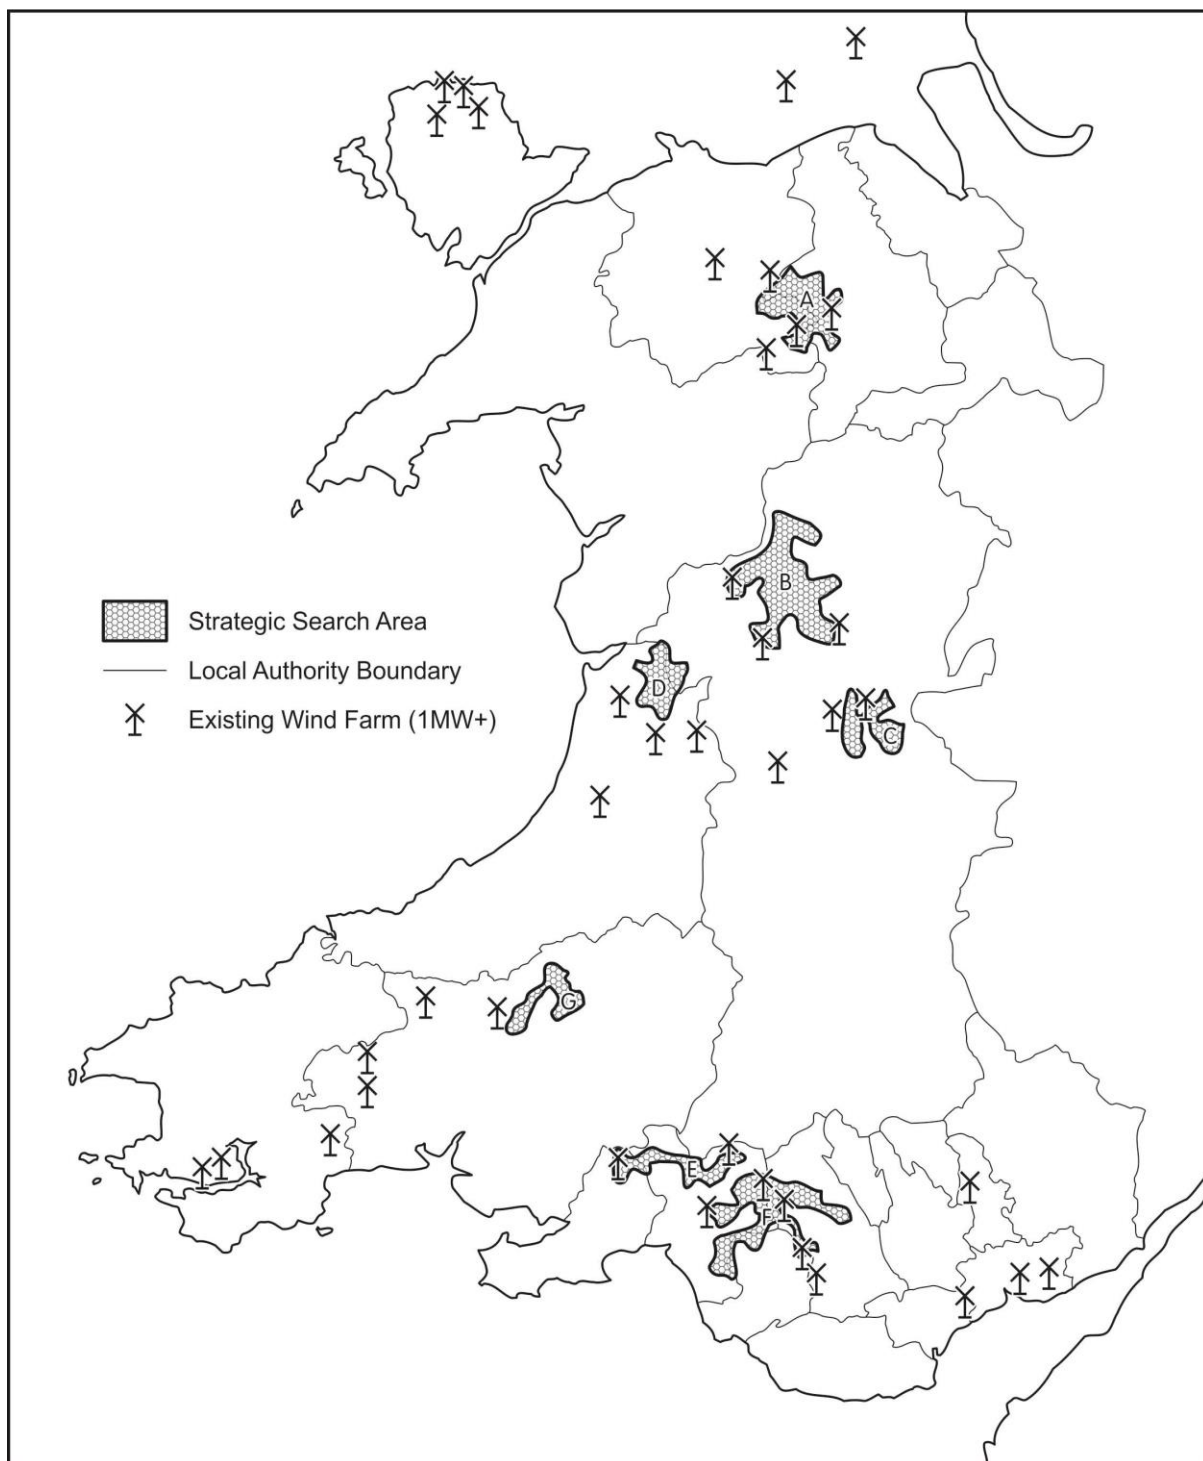 A
B
Strategic Search Area
Local Authority Boundary
D
Existing Wind Farm (1MW+)
C
G
E
F